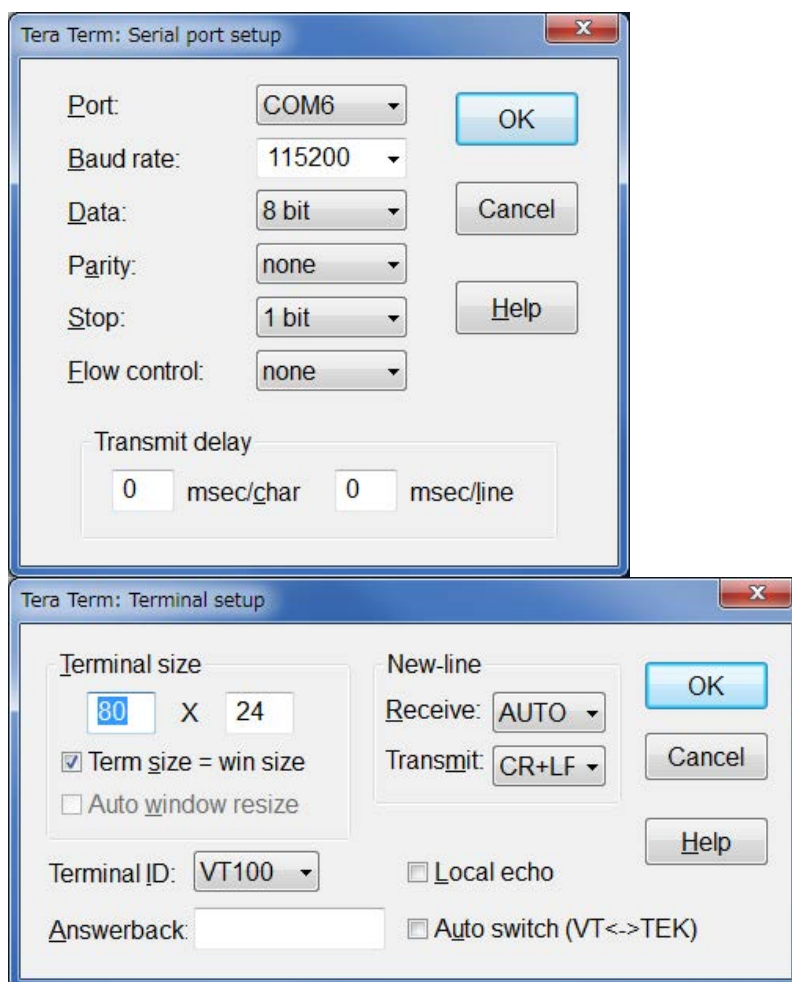 Tera Term: Serial port setup
x
Port: COM6
OK
Baud rate: 115200
Data: 8 bit
Cancel
Parity: none
Stop: 1 bit
Help
Flow control: none
Transmit delay
0 msec/char 0 msec/line
Tera Term: Terminal setup
x
Terminal size
80 X 24
Term size = win size
Auto window resize
New-line
Receive: AUTO
Transmit: CR+LF
OK
Cancel
Help
Terminal ID: VT100
Local echo
Answerback:
Auto switch (VT<->TEK)